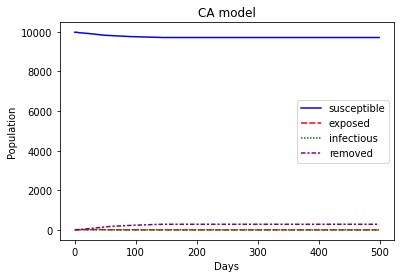 CA model
10000
8000
6000
4000
2000
0
Population
susceptible
exposed
infectious
removed
0 100 200 300 400 500
Days